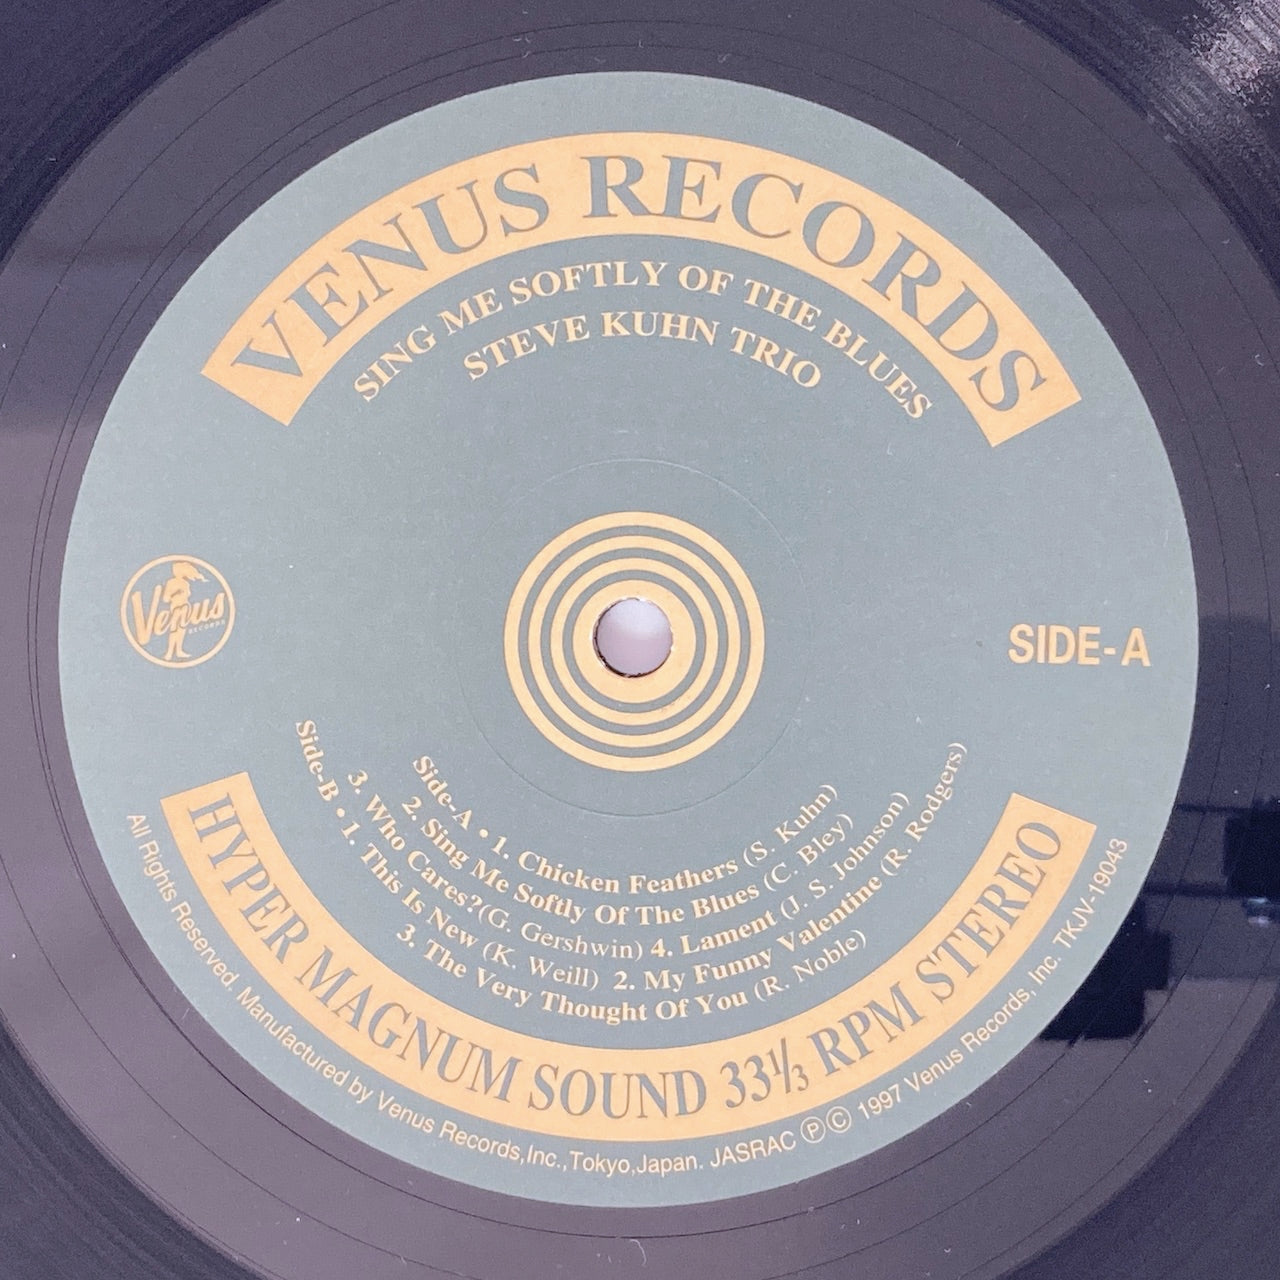 VENUS RECORDS
SING ME SOFTLY OF THE BLUES
STEVE KUHN TRIO
Venus
RECORDS
SIDE-A
Side-A • 1. Chicken Feathers (S. Kuhn)
2. Sing Me Softly Of The Blues (C. Bley)
3. Who Cares?(G. Gershwin) 4. Lament (J. S. Johnson)
Side-B • 1. This Is New (K. Weill) 2. My Funny Valentine (R. Rodgers)
3. The Very Thought Of You (R. Noble)
HYPER MAGNUM SOUND 33⅓ RPM STEREO
All Rights Reserved. Manufactured by Venus Records,Inc.,Tokyo,Japan. JASRAC ℗© 1997 Venus Records, Inc. TKJV-19043